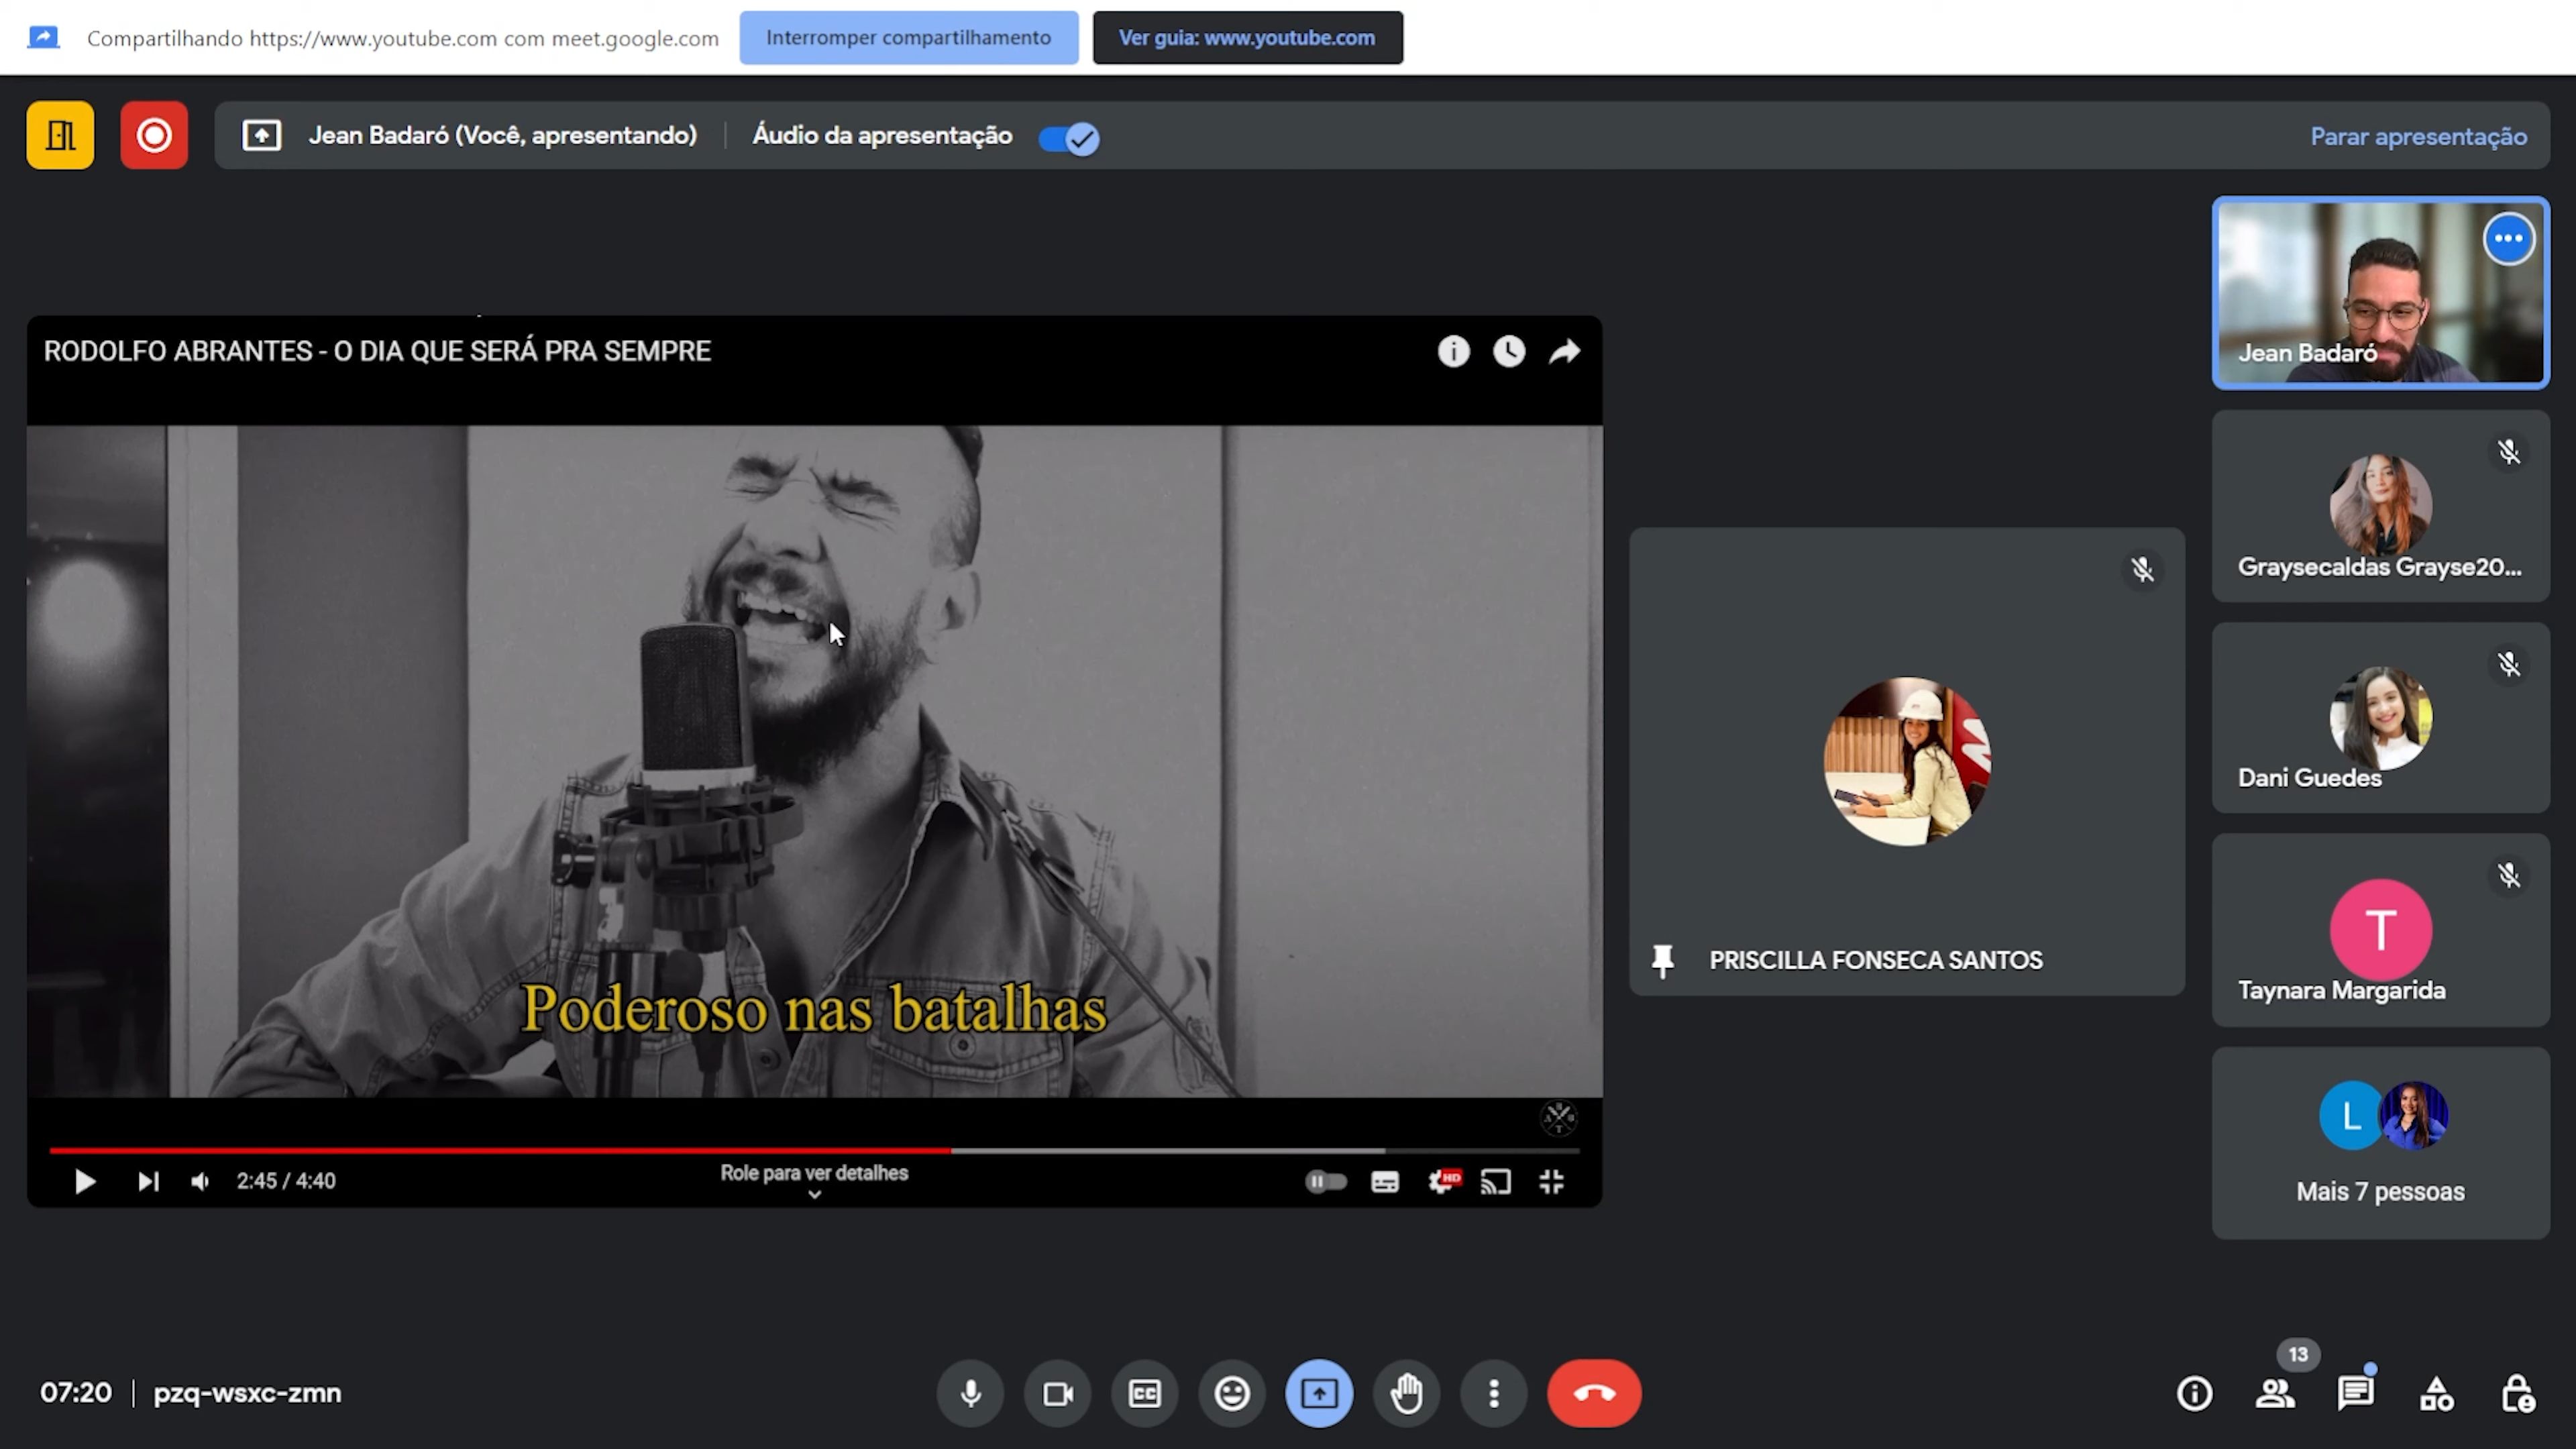 Compartilhando https://www.youtube.com com meet.google.com
Interromper compartilhamento
Ver guia: www.youtube.com
Jean Badaró (Você, apresentando)
Áudio da apresentação
Parar apresentação
RODOLFO ABRANTES - O DIA QUE SERÁ PRA SEMPRE
Poderoso nas batalhas
2:45 / 4:40
Role para ver detalhes
HD
PRISCILLA FONSECA SANTOS
Jean Badaró
Graysecaldas Grayse20...
Dani Guedes
T
Taynara Margarida
L
Mais 7 pessoas
07:20
pzq-wsxc-zmn
CC
13